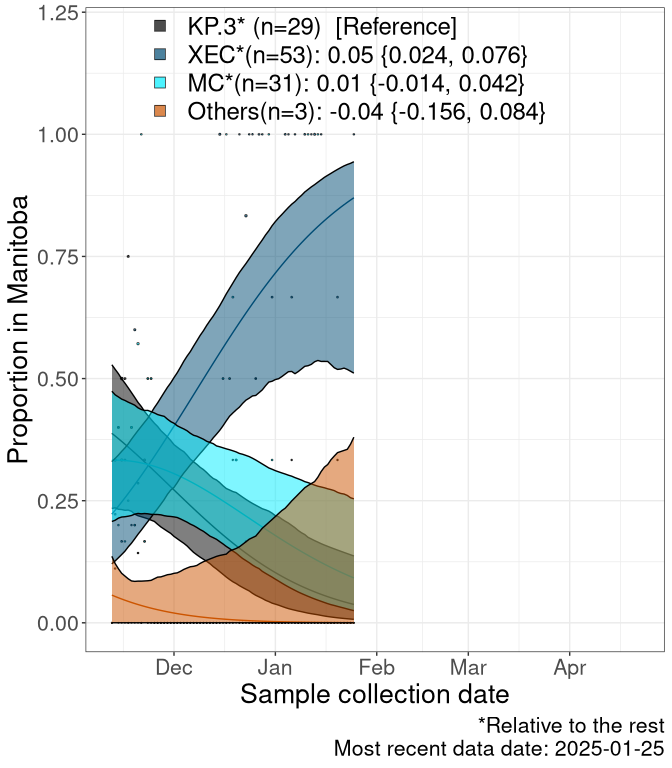 1.25
KP.3* (n=29)  [Reference]
XEC*(n=53): 0.05 {0.024, 0.076}
MC*(n=31): 0.01 {-0.014, 0.042}
Others(n=3): -0.04 {-0.156, 0.084}
1.00
0.75
0.50
0.25
0.00
Proportion in Manitoba
Dec Jan Feb Mar Apr
Sample collection date
*Relative to the rest
Most recent data date: 2025-01-25